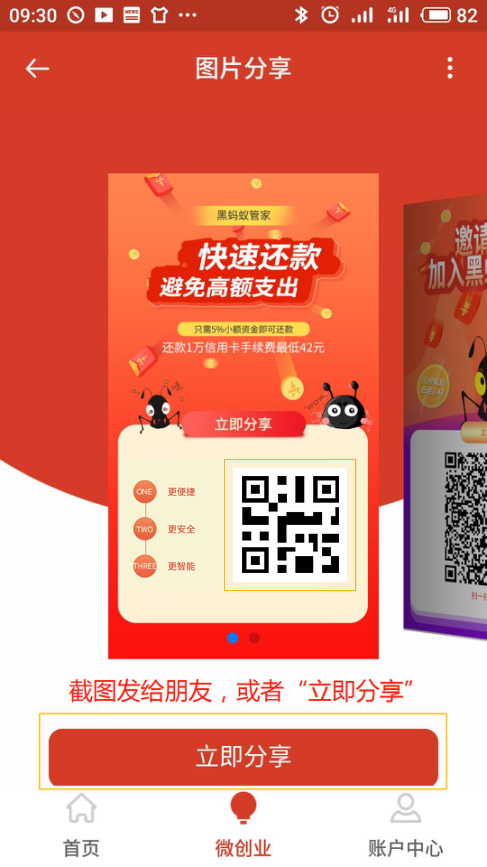 09:30
4G
82
图片分享
黑蚂蚁管家
快速还款
避免高额支出
只需5%小额资金即可还款
还款1万信用卡手续费最低42元
WOW
立即分享
ONE 更便捷
TWO 更安全
THREE 更智能
邀请
加入黑蚂
截图发给朋友，或者“立即分享”
立即分享
首页
微创业
账户中心